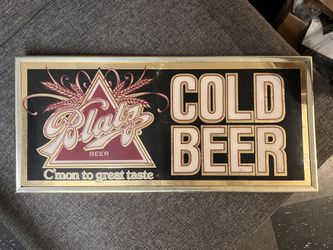 Blatz
BEER
C'mon to great taste
COLD
BEER